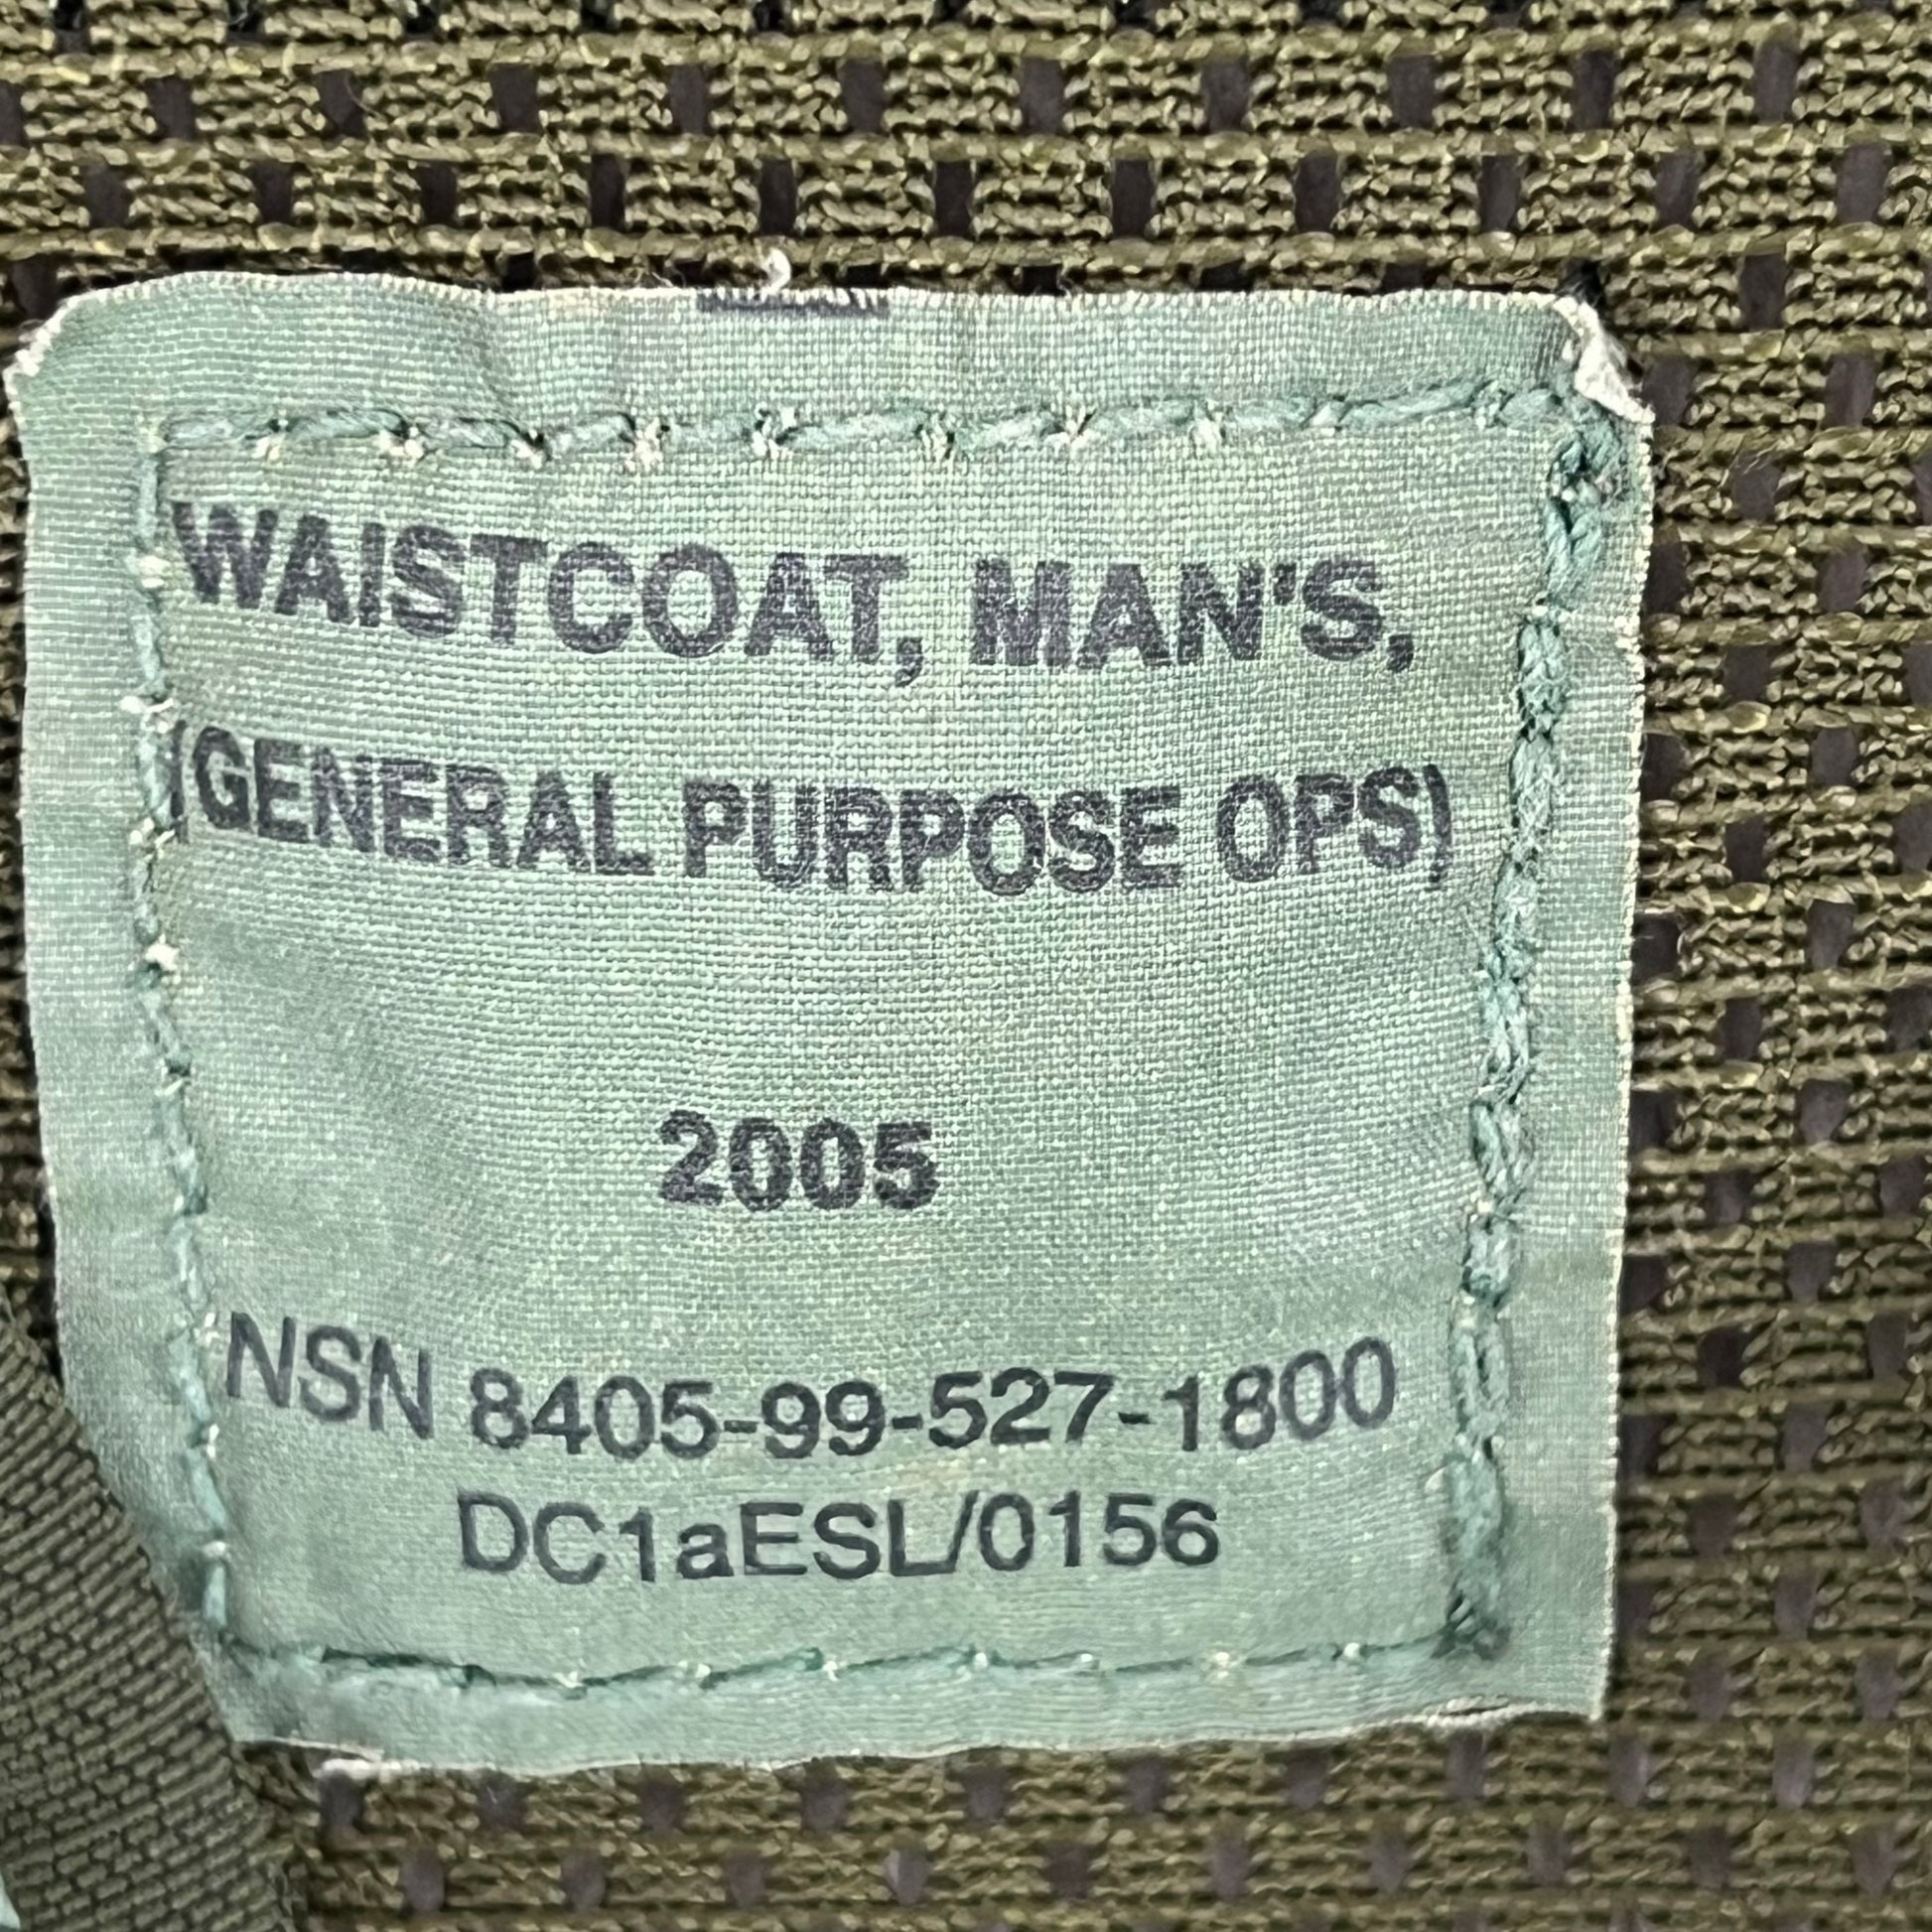 WAISTCOAT, MAN'S,
(GENERAL PURPOSE OPS)
2005
NSN 8405-99-527-1800
DC1aESL/0156